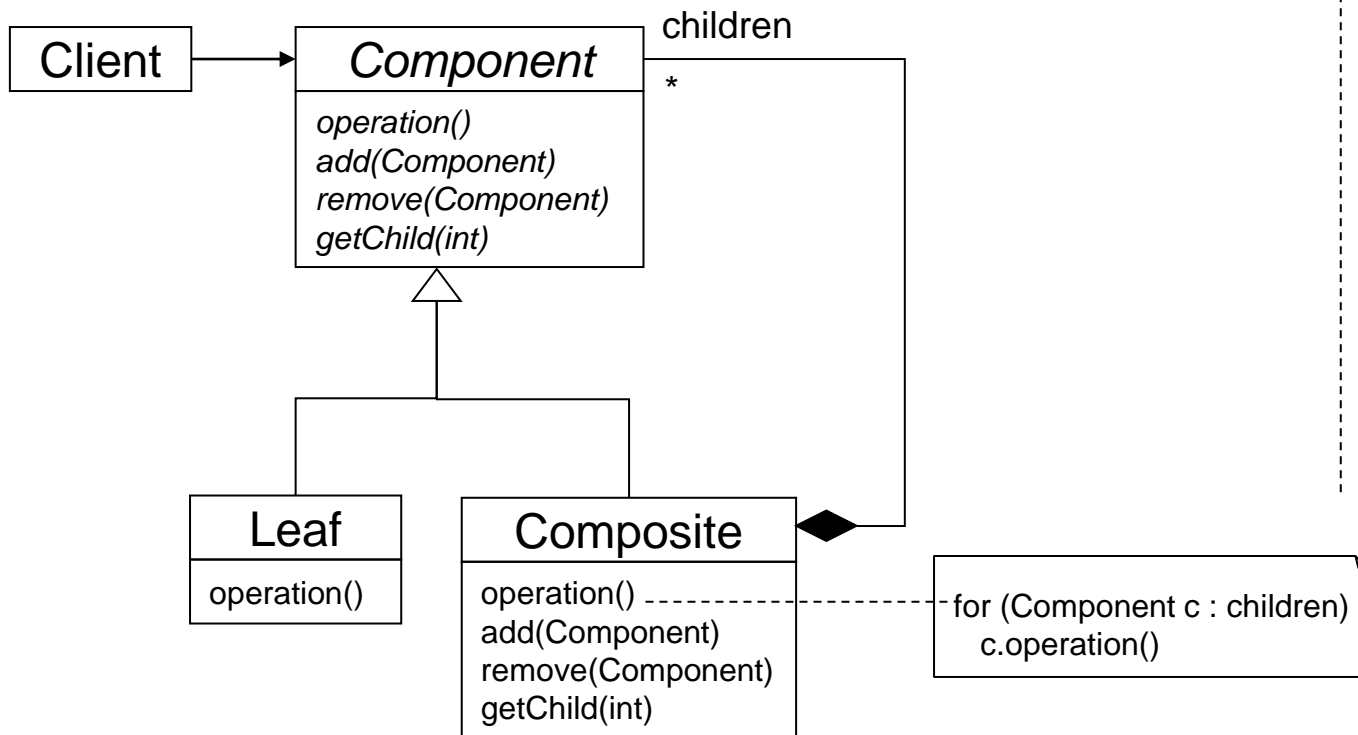 children
Client
Component
*
operation()
add(Component)
remove(Component)
getChild(int)
Leaf
operation()
Composite
operation()
add(Component)
remove(Component)
getChild(int)
for (Component c : children)
c.operation()